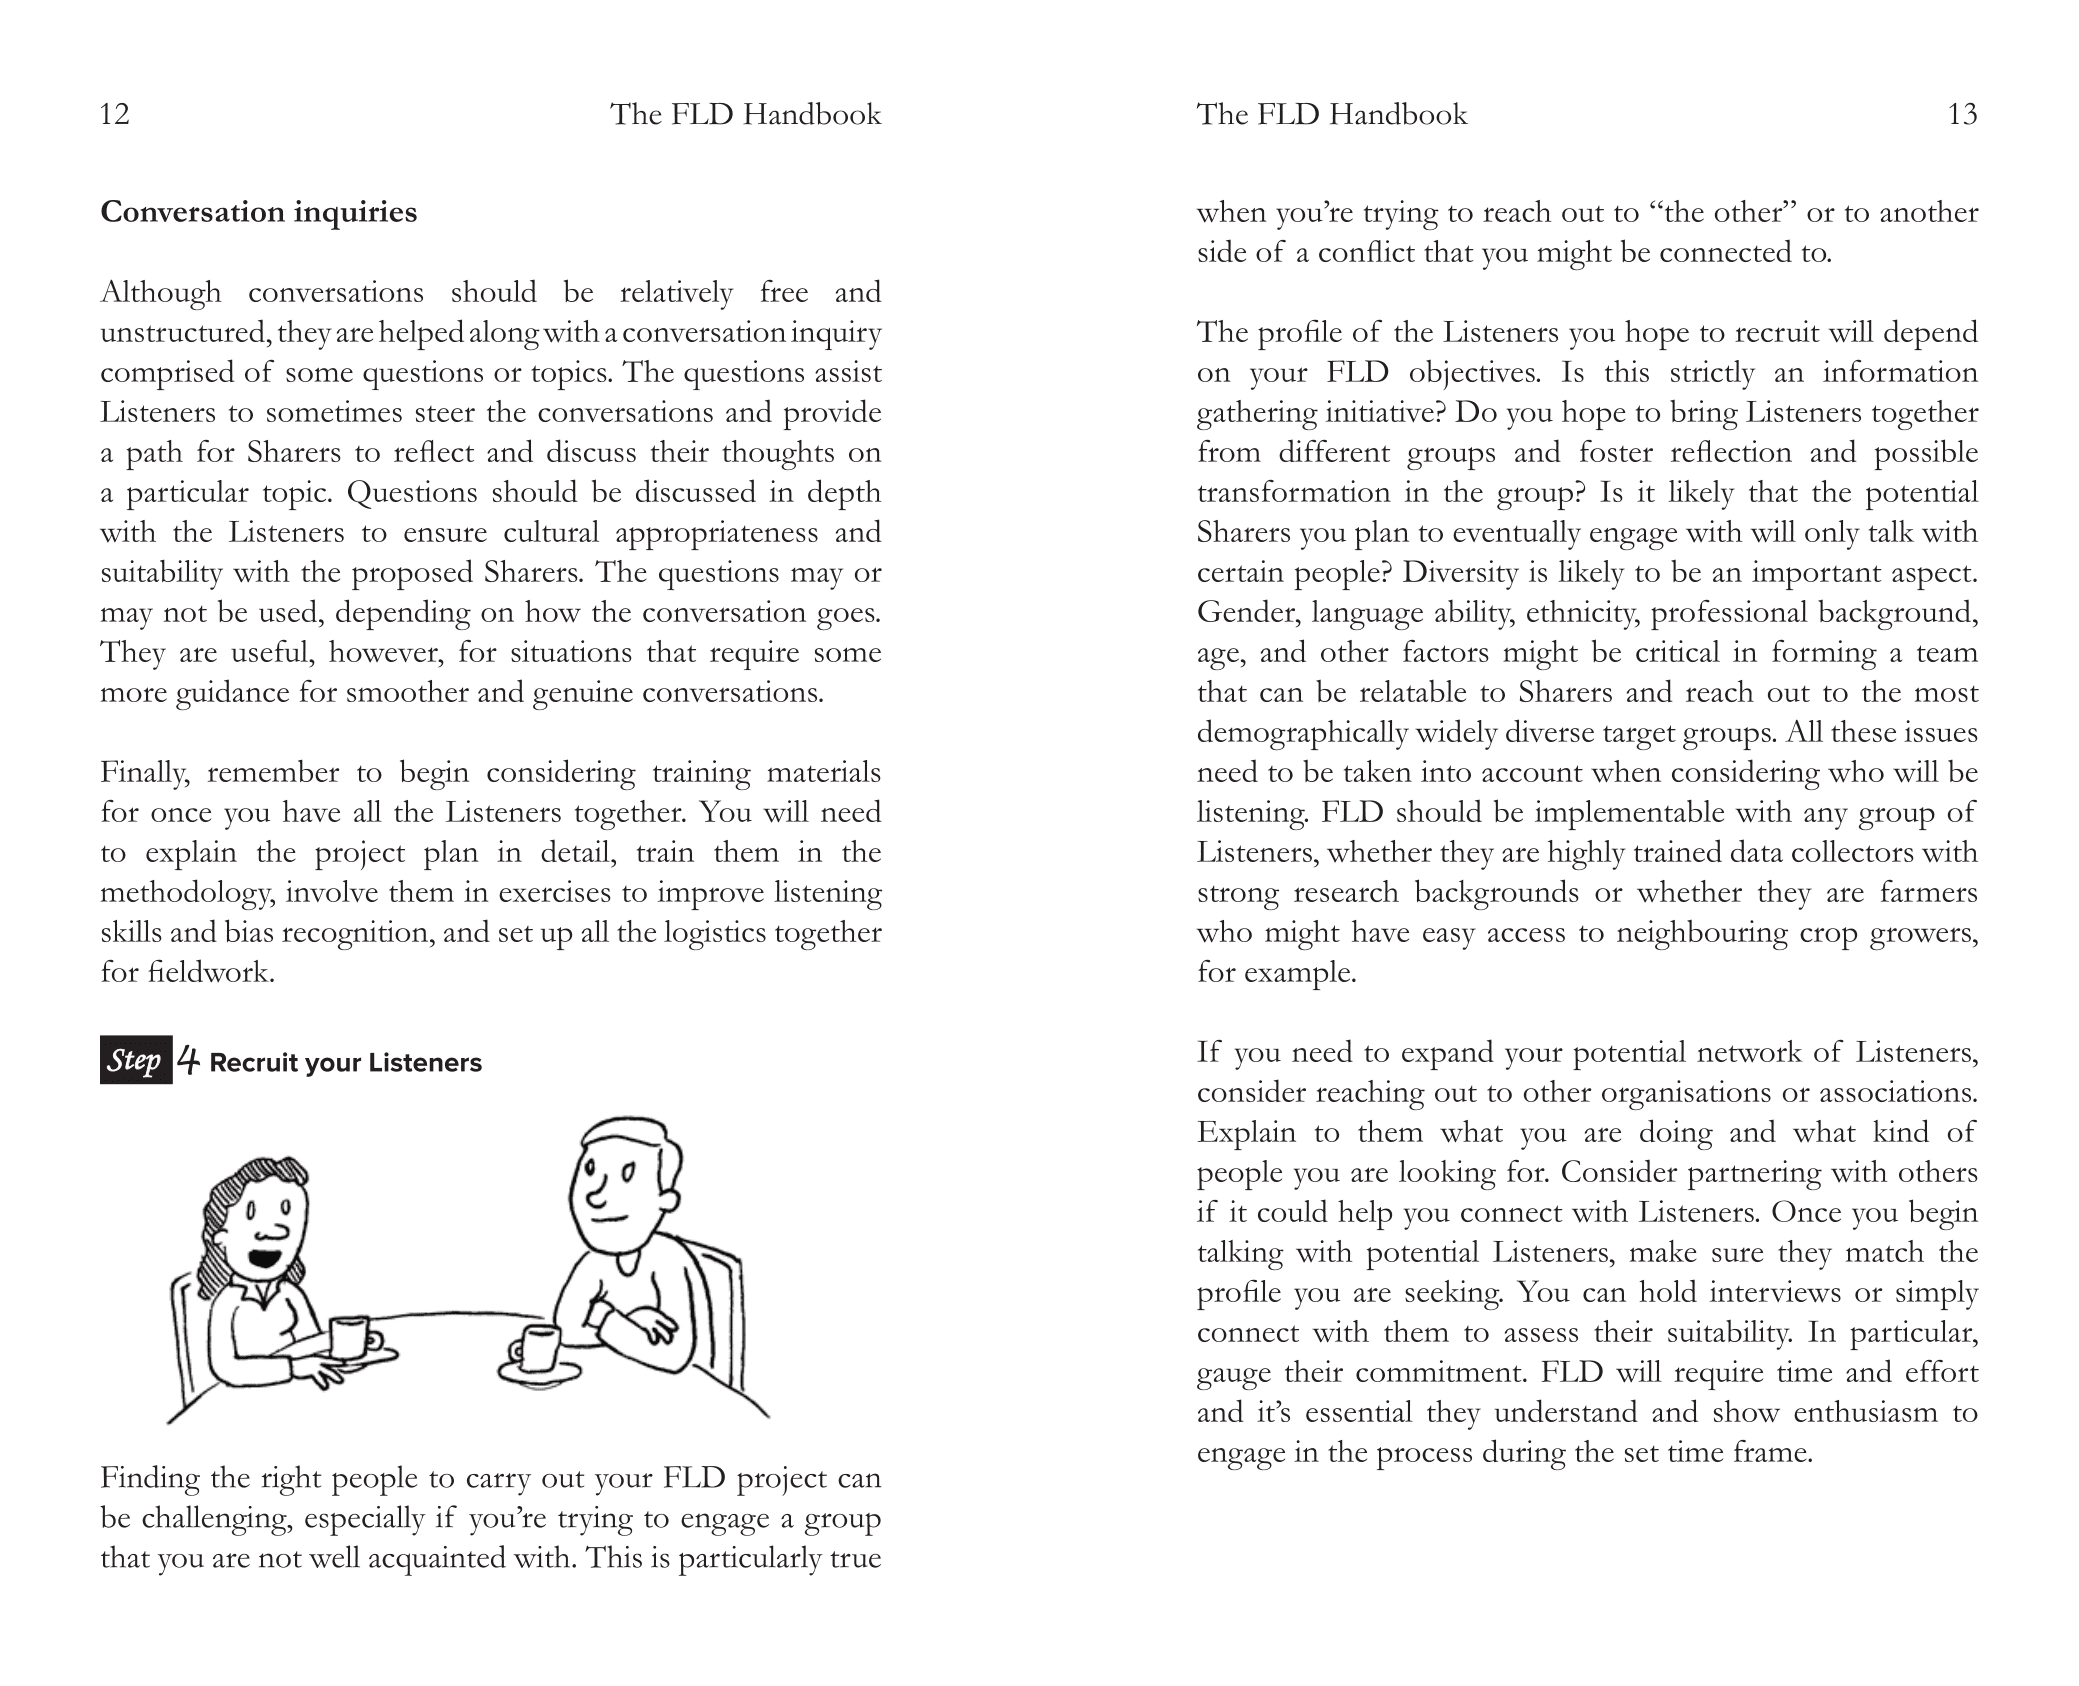 12 The FLD Handbook
Conversation inquiries
Although conversations should be relatively free and
unstructured, they are helped along with a conversation inquiry
comprised of some questions or topics. The questions assist
Listeners to sometimes steer the conversations and provide
a path for Sharers to reflect and discuss their thoughts on
a particular topic. Questions should be discussed in depth
with the Listeners to ensure cultural appropriateness and
suitability with the proposed Sharers. The questions may or
may not be used, depending on how the conversation goes.
They are useful, however, for situations that require some
more guidance for smoother and genuine conversations.
Finally, remember to begin considering training materials
for once you have all the Listeners together. You will need
to explain the project plan in detail, train them in the
methodology, involve them in exercises to improve listening
skills and bias recognition, and set up all the logistics together
for fieldwork.
Step 4 Recruit your Listeners
Finding the right people to carry out your FLD project can
be challenging, especially if you’re trying to engage a group
that you are not well acquainted with. This is particularly true
The FLD Handbook 13
when you’re trying to reach out to “the other” or to another
side of a conflict that you might be connected to.
The profile of the Listeners you hope to recruit will depend
on your FLD objectives. Is this strictly an information
gathering initiative? Do you hope to bring Listeners together
from different groups and foster reflection and possible
transformation in the group? Is it likely that the potential
Sharers you plan to eventually engage with will only talk with
certain people? Diversity is likely to be an important aspect.
Gender, language ability, ethnicity, professional background,
age, and other factors might be critical in forming a team
that can be relatable to Sharers and reach out to the most
demographically widely diverse target groups. All these issues
need to be taken into account when considering who will be
listening. FLD should be implementable with any group of
Listeners, whether they are highly trained data collectors with
strong research backgrounds or whether they are farmers
who might have easy access to neighbouring crop growers,
for example.
If you need to expand your potential network of Listeners,
consider reaching out to other organisations or associations.
Explain to them what you are doing and what kind of
people you are looking for. Consider partnering with others
if it could help you connect with Listeners. Once you begin
talking with potential Listeners, make sure they match the
profile you are seeking. You can hold interviews or simply
connect with them to assess their suitability. In particular,
gauge their commitment. FLD will require time and effort
and it’s essential they understand and show enthusiasm to
engage in the process during the set time frame.